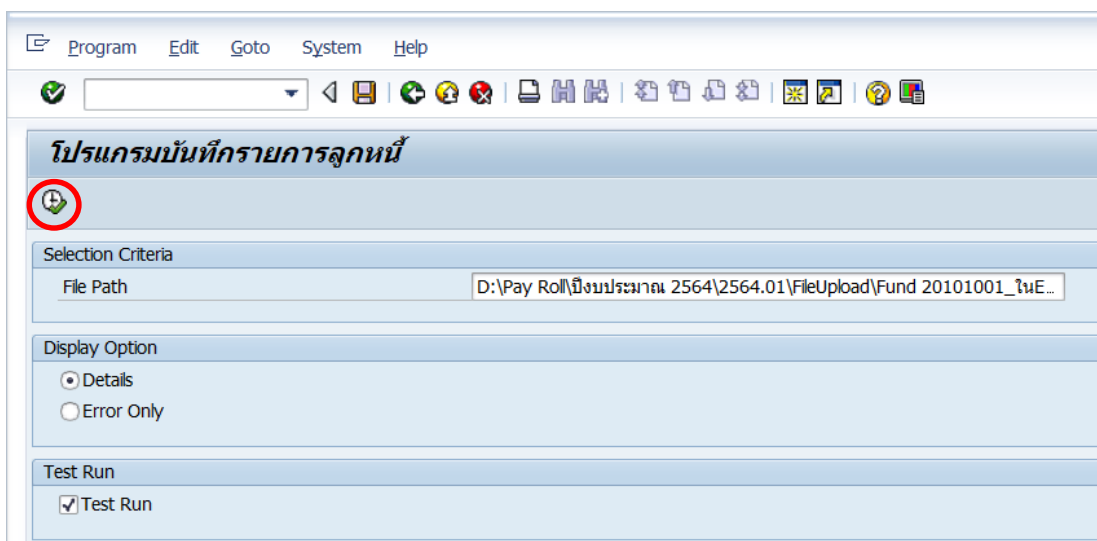 Program Edit Goto System Help
โปรแกรมบันทึกรายการลูกหนี้
Selection Criteria
File Path D:\Pay Roll\ปีงบประมาณ 2564\2564.01\FileUpload\Fund 20101001_ในE...
Display Option
Details
Error Only
Test Run
Test Run